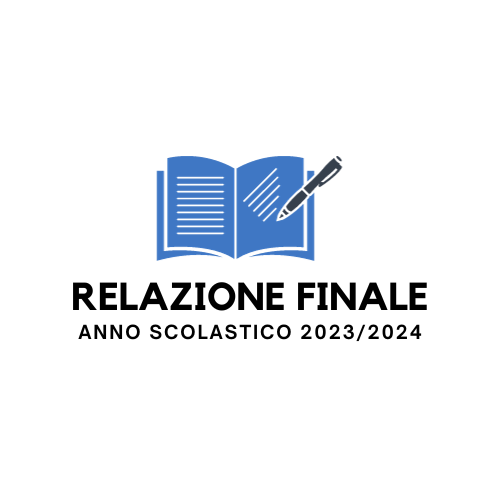 RELAZIONE FINALE
ANNO SCOLASTICO 2023/2024